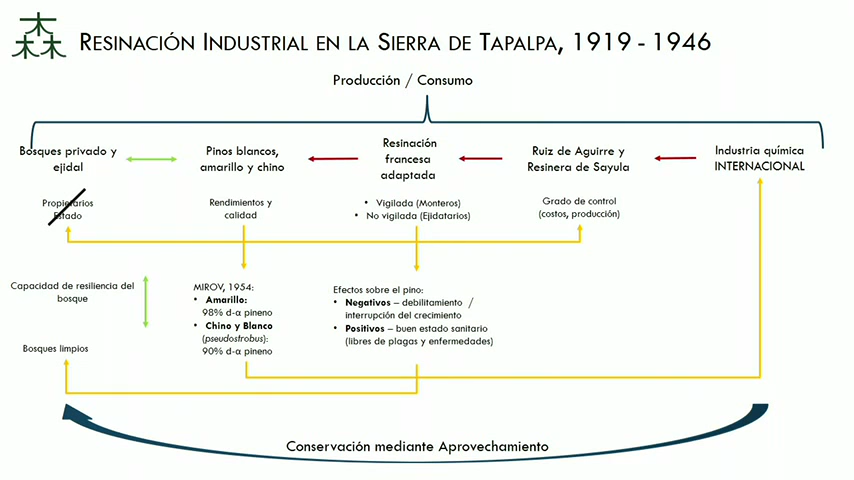 RESINACIÓN INDUSTRIAL EN LA SIERRA DE TAPALPA, 1919 - 1946
Producción / Consumo
Bosques privado y
ejidal
Pinos blancos,
amarillo y chino
Resinación
francesa
adaptada
Ruiz de Aguirre y
Resinera de Sayula
Industria química
INTERNACIONAL
Propietarios
Estado
Rendimientos y
calidad
• Vigilada (Monteros)
• No vigilada (Ejidatarios)
Grado de control
(costos, producción)
Capacidad de resiliencia del
bosque
Bosques limpios
MIROV, 1954:
• Amarillo:
98% d-α pineno
• Chino y Blanco
(pseudostrobus):
90% d-α pineno
Efectos sobre el pino:
• Negativos – debilitamiento /
interrupción del crecimiento
• Positivos – buen estado sanitario
(libres de plagas y enfermedades)
Conservación mediante Aprovechamiento